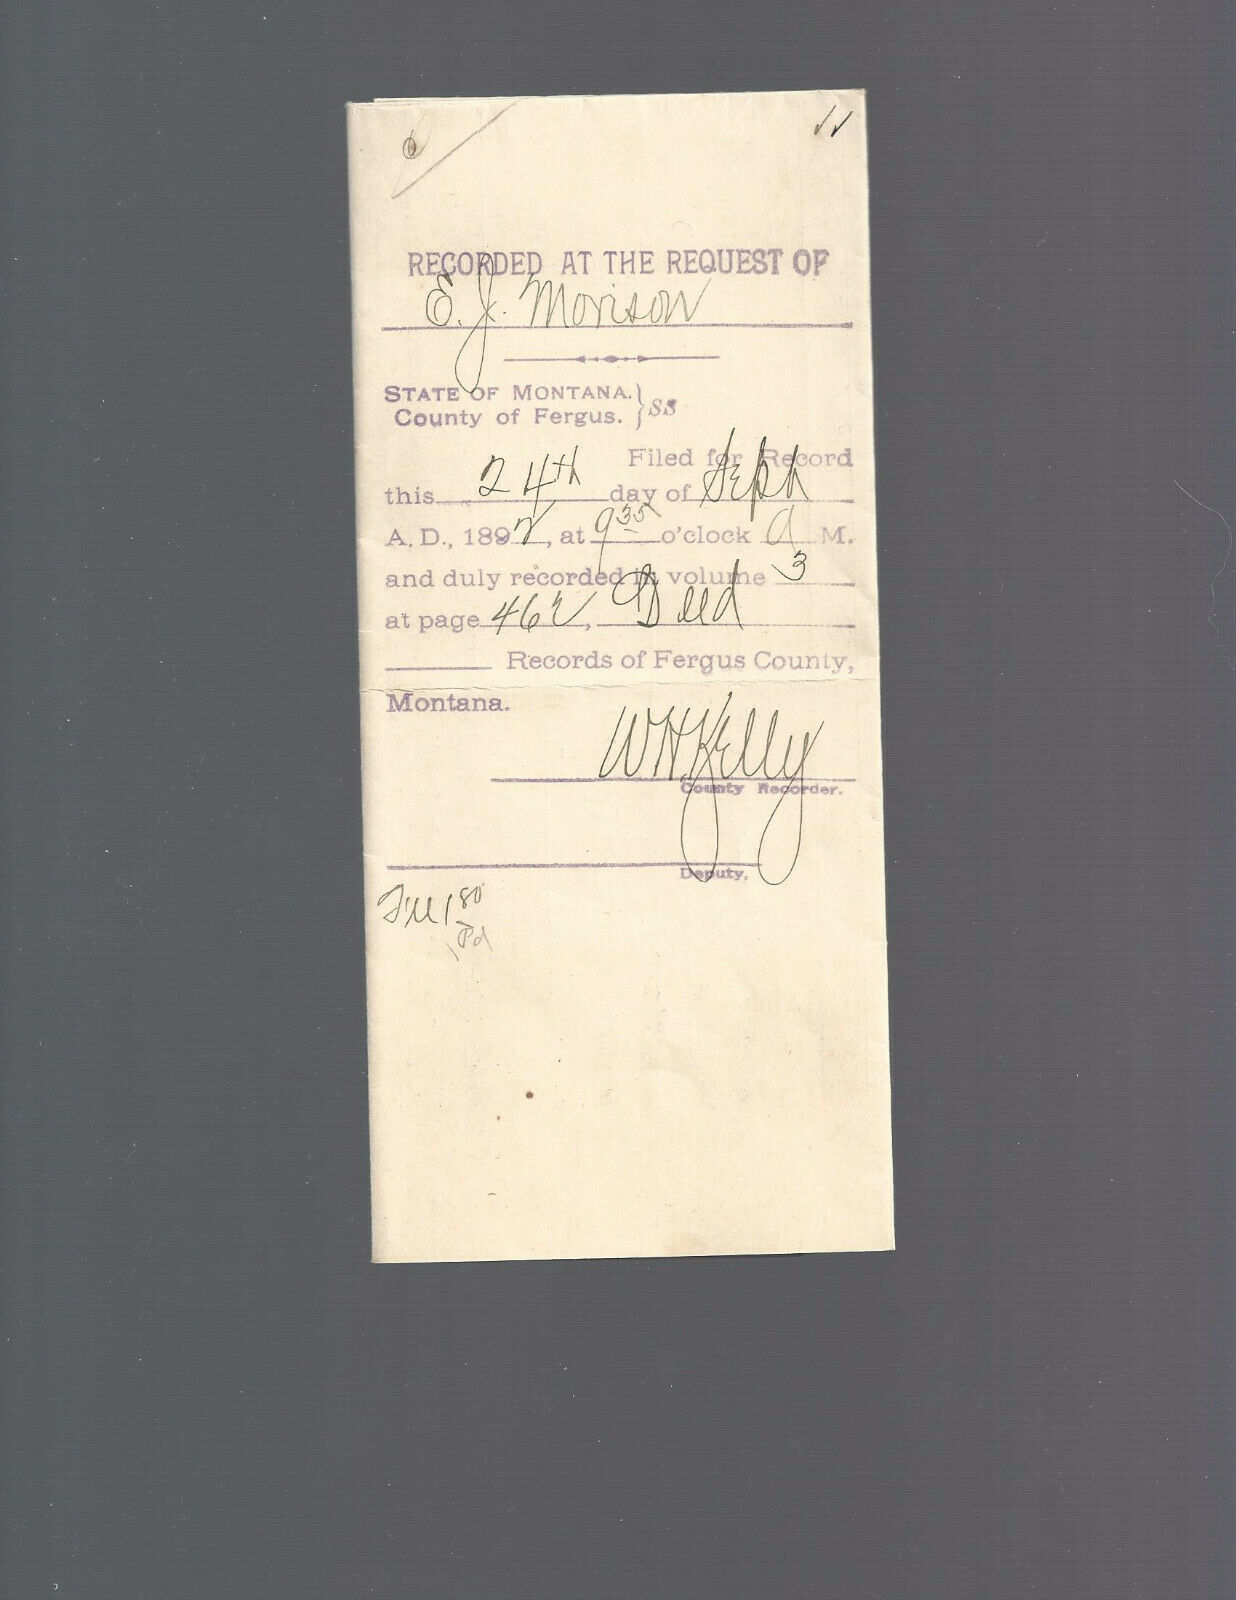 RECORDED AT THE REQUEST OF
E. J. Morison
STATE OF MONTANA.
County of Fergus. } SS
Filed for Record
this 24th day of Sept
A.D., 1892, at 9 35 o'clock a M.
and duly recorded in volume 3
at page 462, Deed
Records of Fergus County,
Montana.
W.H. Kelly
County Recorder.
Deputy.
Fee 1 80
Pd